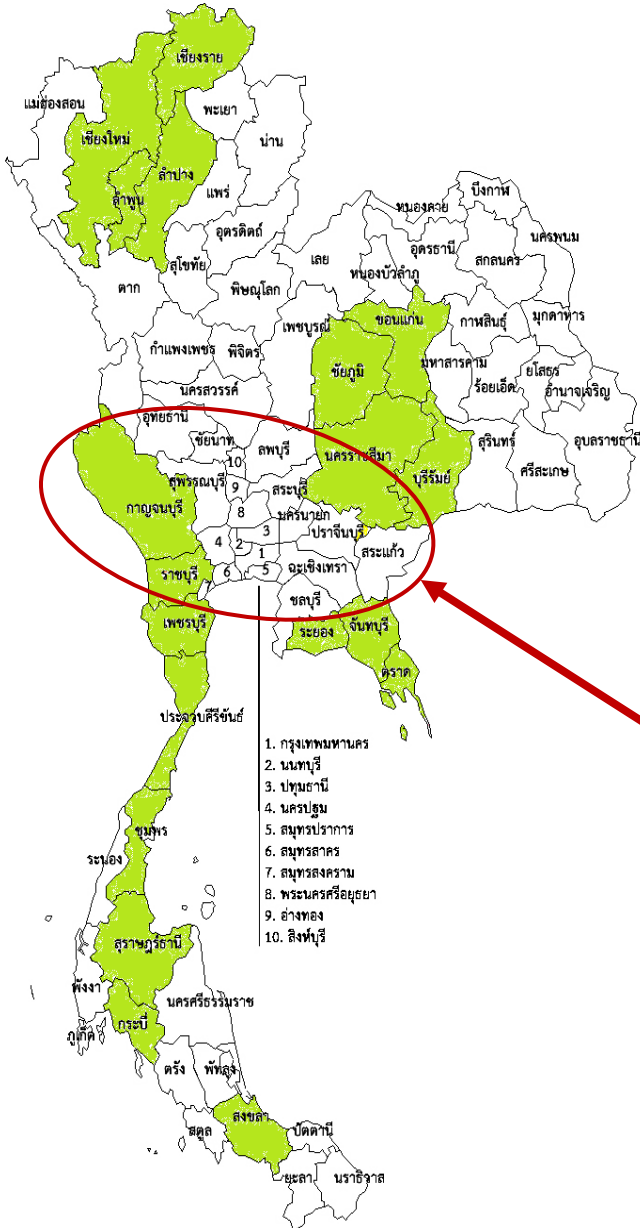 เชียงราย
แม่ฮ่องสอน
พะเยา
เชียงใหม่
น่าน
ลำปาง
ลำพูน
แพร่
บึงกาฬ
หนองคาย
นครพนม
อุตรดิตถ์
อุดรธานี
สกลนคร
เลย
สุโขทัย
หนองบัวลำภู
ตาก
พิษณุโลก
เพชรบูรณ์
ขอนแก่น
กาฬสินธุ์
มุกดาหาร
กำแพงเพชร
พิจิตร
ชัยภูมิ
มหาสารคาม
ยโสธร
ร้อยเอ็ด
อำนาจเจริญ
นครสวรรค์
อุทัยธานี
ชัยนาท
ลพบุรี
นครราชสีมา
สุรินทร์
อุบลราชธานี
10
ศรีสะเกษ
สุพรรณบุรี
สระบุรี
บุรีรัมย์
9
กาญจนบุรี
8
นครนายก
3
ปราจีนบุรี
4
2
1
สระแก้ว
ราชบุรี
6
5
ฉะเชิงเทรา
7
ชลบุรี
เพชรบุรี
ระยอง
จันทบุรี
ตราด
ประจวบคีรีขันธ์
1. กรุงเทพมหานคร
2. นนทบุรี
3. ปทุมธานี
4. นครปฐม
5. สมุทรปราการ
6. สมุทรสาคร
7. สมุทรสงคราม
8. พระนครศรีอยุธยา
9. อ่างทอง
10. สิงห์บุรี
ชุมพร
ระนอง
สุราษฎร์ธานี
พังงา
นครศรีธรรมราช
กระบี่
ภูเก็ต
ตรัง
พัทลุง
สงขลา
สตูล
ปัตตานี
ยะลา
นราธิวาส